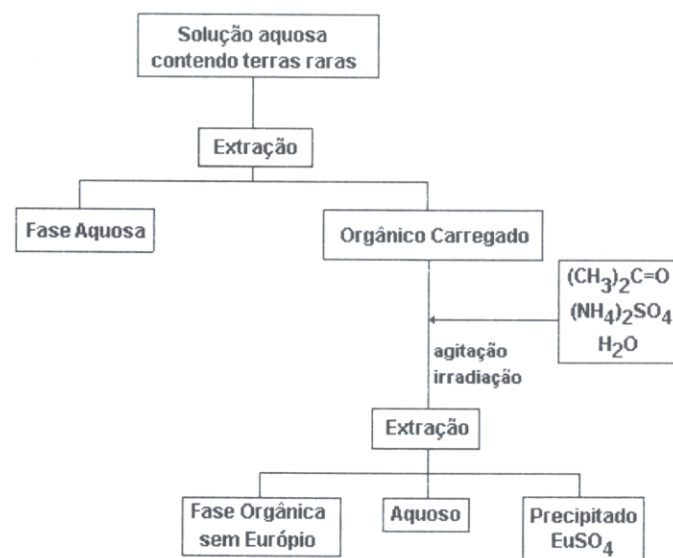 Solução aquosa
contendo terras raras
Extração
Fase Aquosa
Orgânico Carregado
(CH3)2C=O
(NH4)2SO4
H2O
agitação
irradiação
Extração
Fase Orgânica
sem Európio
Aquoso
Precipitado
EuSO4